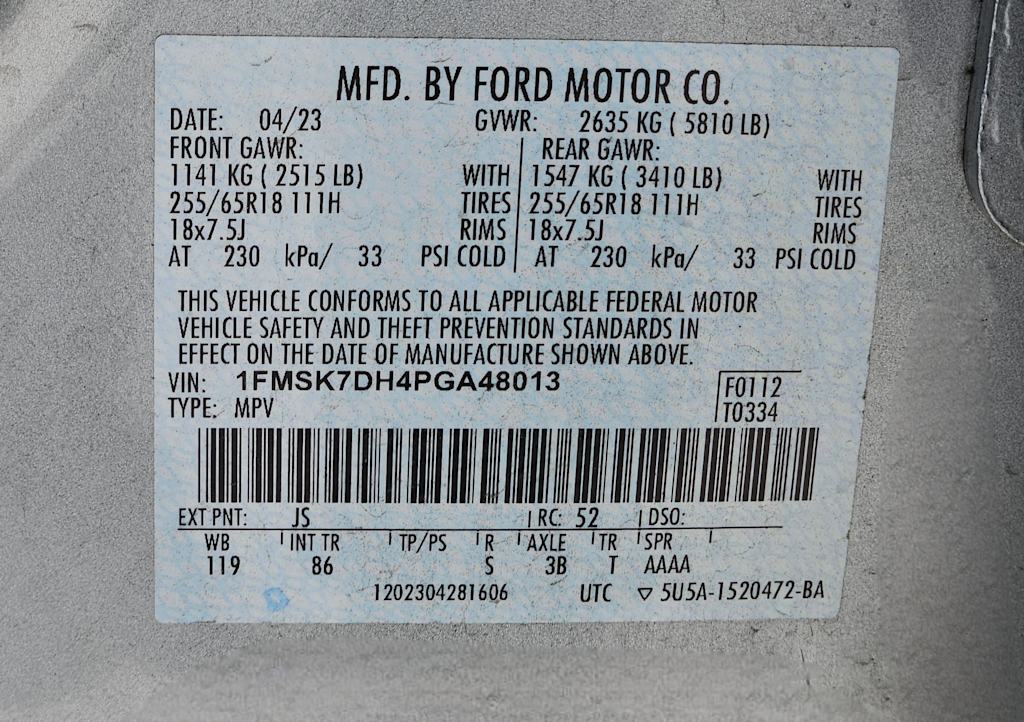 MFD. BY FORD MOTOR CO.
DATE: 04/23 GVWR: 2635 KG ( 5810 LB)
FRONT GAWR: REAR GAWR:
1141 KG ( 2515 LB) WITH 1547 KG ( 3410 LB) WITH
255/65R18 111H TIRES 255/65R18 111H TIRES
18x7.5J RIMS 18x7.5J RIMS
AT 230 kPa/ 33 PSI COLD AT 230 kPa/ 33 PSI COLD
THIS VEHICLE CONFORMS TO ALL APPLICABLE FEDERAL MOTOR
VEHICLE SAFETY AND THEFT PREVENTION STANDARDS IN
EFFECT ON THE DATE OF MANUFACTURE SHOWN ABOVE.
VIN: 1FMSK7DH4PGA48013 F0112
TYPE: MPV T0334
EXT PNT: JS RC: 52 DSO:
WB INT TR TP/PS R AXLE TR SPR
119 86 S 3B T AAAA
1202304281606 UTC ▽ 5U5A-1520472-BA